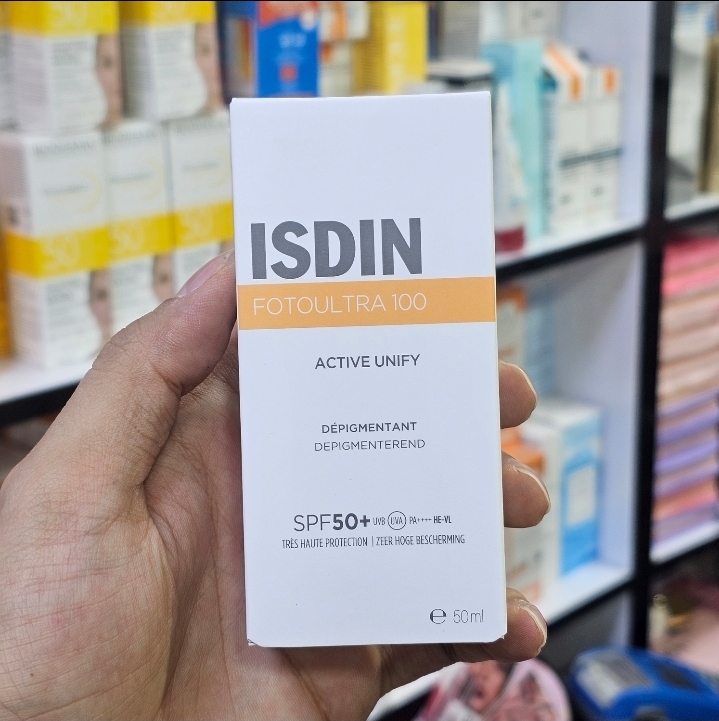 ISDIN
FOTOULTRA 100
ACTIVE UNIFY
DÉPIGMENTANT
DEPIGMENTEREND
SPF50+ UVB UVA PA++++ HE-VL
TRÈS HAUTE PROTECTION | ZEER HOGE BESCHERMING
℮ 50ml